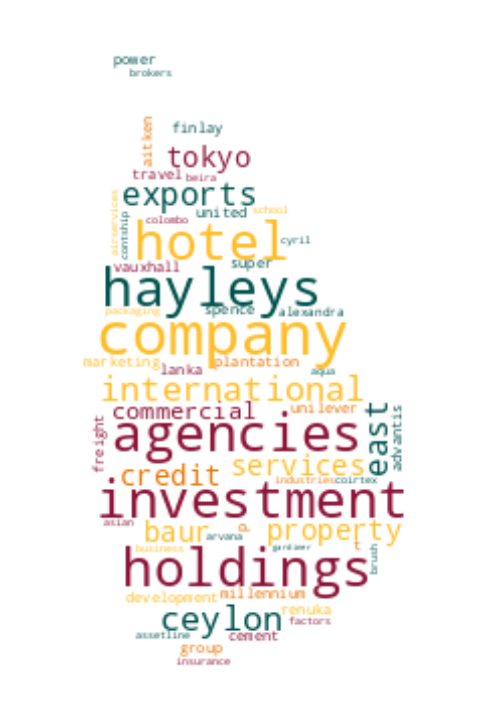 power
brokers
aitken
finlay
tokyo
travel
beira
exports
airservices
contship
united
school
colombo
hotel
cyril
vauxhall
super
hayleys
packaging
spence
alexandra
company
marketing
lanka
plantation
aqua
international
commercial
unilever
freight
agencies
east
advantis
services
credit
industries
coirtex
investment
baur
arvana
p
property
t
business
gardiner
brush
asian
holdings
development
millennium
renuka
ceylon
factors
assetline
cement
group
insurance